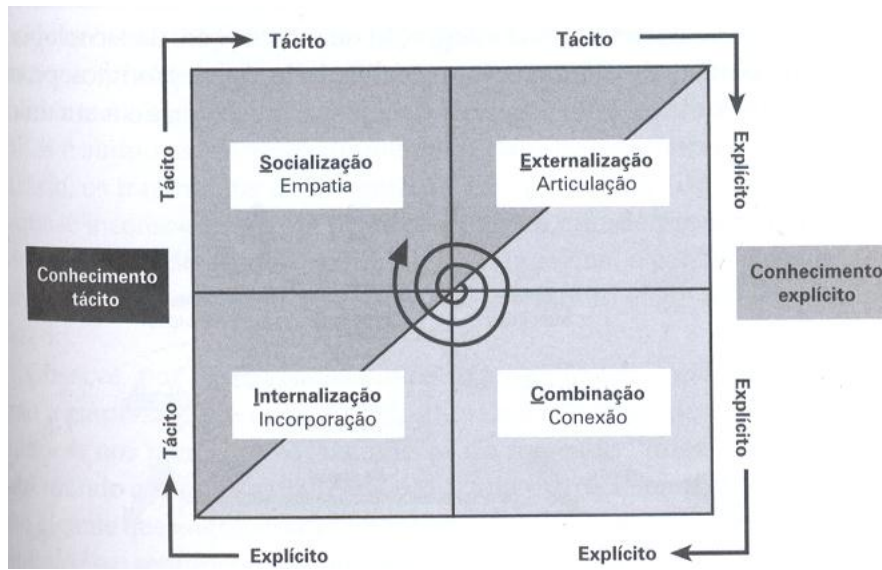 Tácito
Tácito
Tácito
Explícito
Socialização
Empatia
Externalização
Articulação
Conhecimento
tácito
Conhecimento
explícito
Internalização
Incorporação
Combinação
Conexão
Tácito
Explícito
Explícito
Explícito